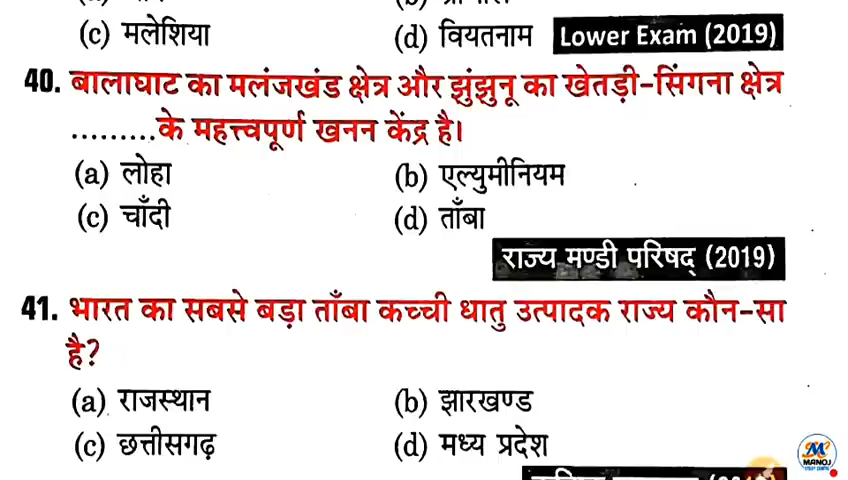 (c) मलेशिया (d) वियतनाम Lower Exam (2019)
40. बालाघाट का मलंजखंड क्षेत्र और झुंझुनू का खेतड़ी-सिंगना क्षेत्र
.........के महत्त्वपूर्ण खनन केंद्र है।
(a) लोहा (b) एल्युमीनियम
(c) चाँदी (d) ताँबा
राज्य मण्डी परिषद् (2019)
41. भारत का सबसे बड़ा ताँबा कच्ची धातु उत्पादक राज्य कौन-सा
है?
(a) राजस्थान (b) झारखण्ड
(c) छत्तीसगढ़ (d) मध्य प्रदेश
MANOJ